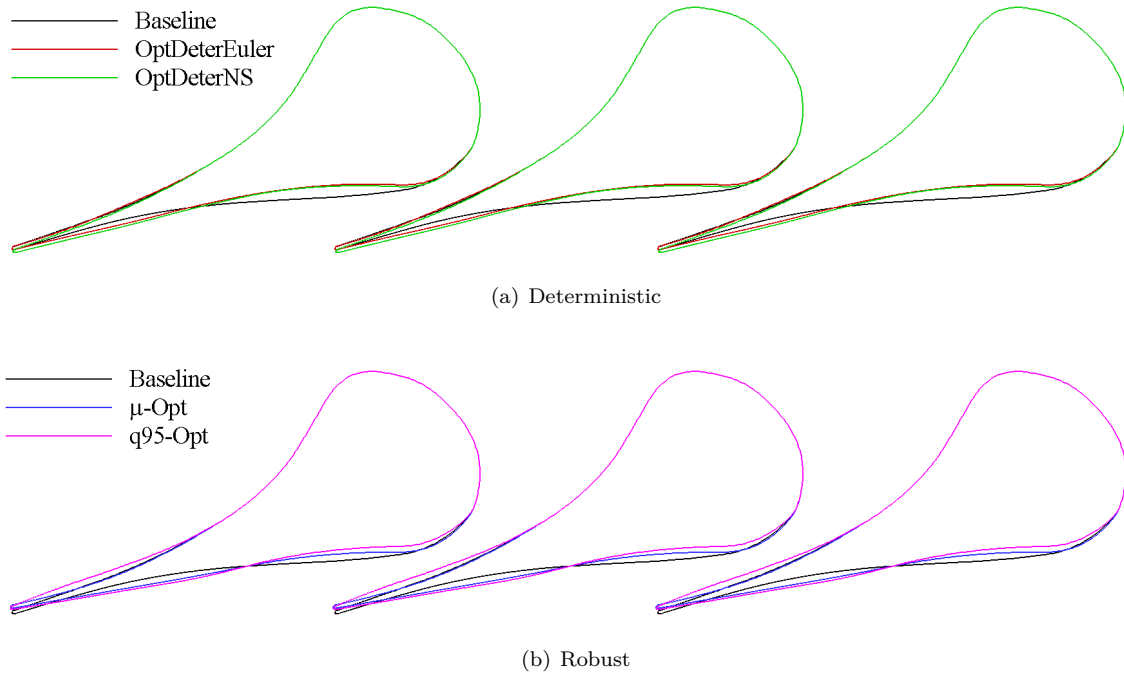 Baseline
OptDeterEuler
OptDeterNS
(a) Deterministic
Baseline
μ-Opt
q95-Opt
(b) Robust